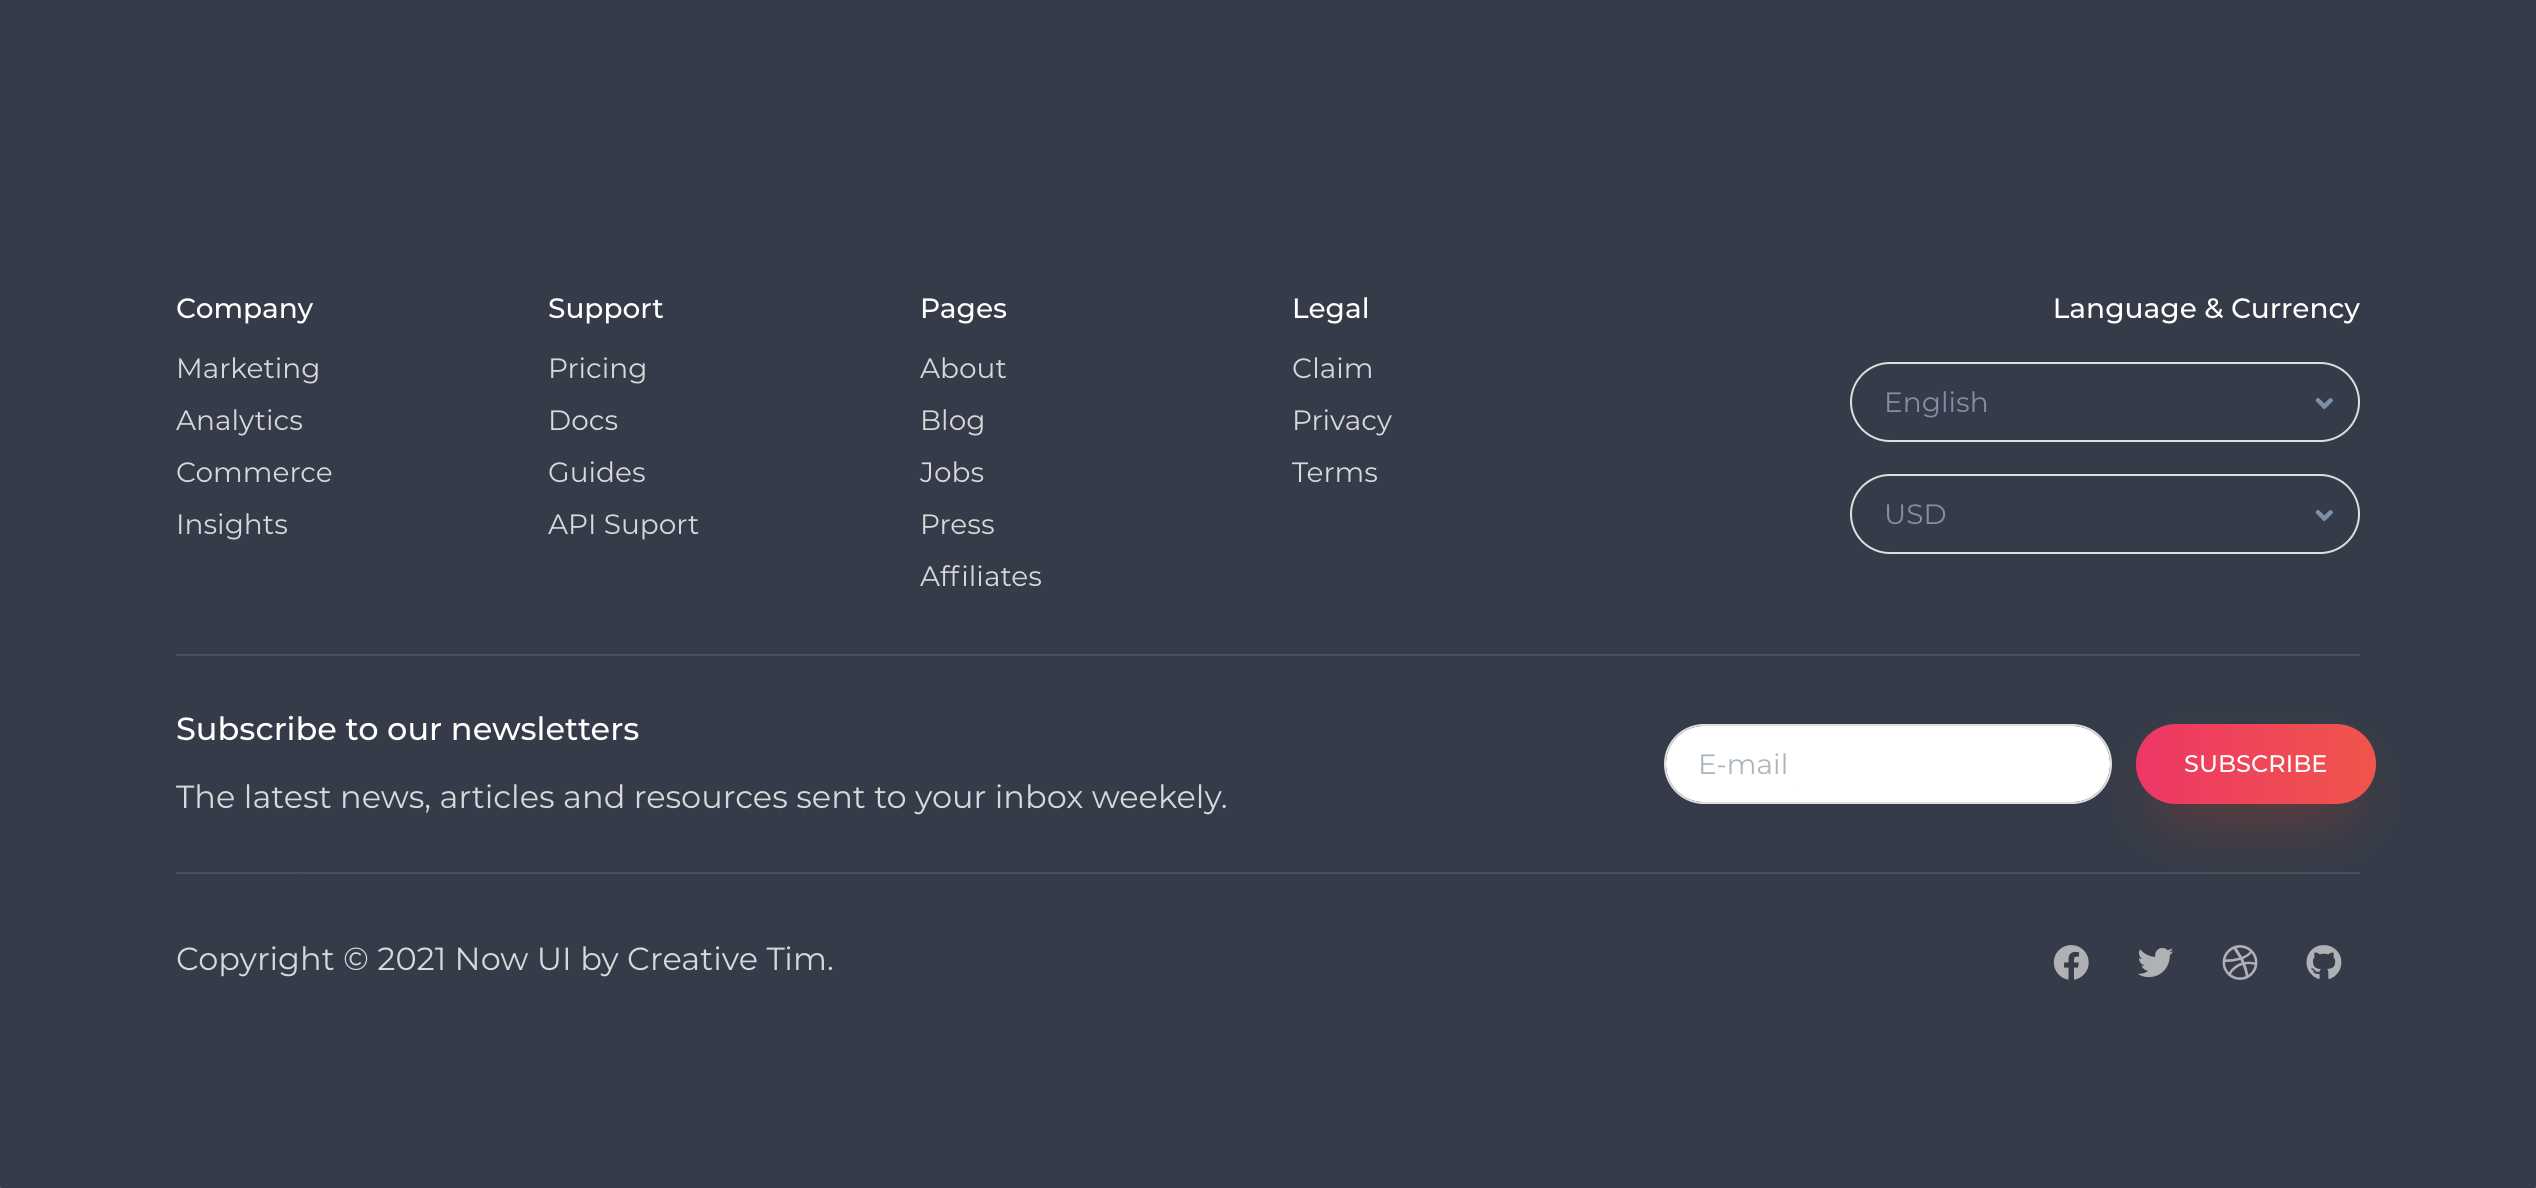 Company
Marketing
Analytics
Commerce
Insights
Support
Pricing
Docs
Guides
API Suport
Pages
About
Blog
Jobs
Press
Affiliates
Legal
Claim
Privacy
Terms
Language & Currency
English
USD
Subscribe to our newsletters
The latest news, articles and resources sent to your inbox weekely.
E-mail
SUBSCRIBE
Copyright © 2021 Now UI by Creative Tim.